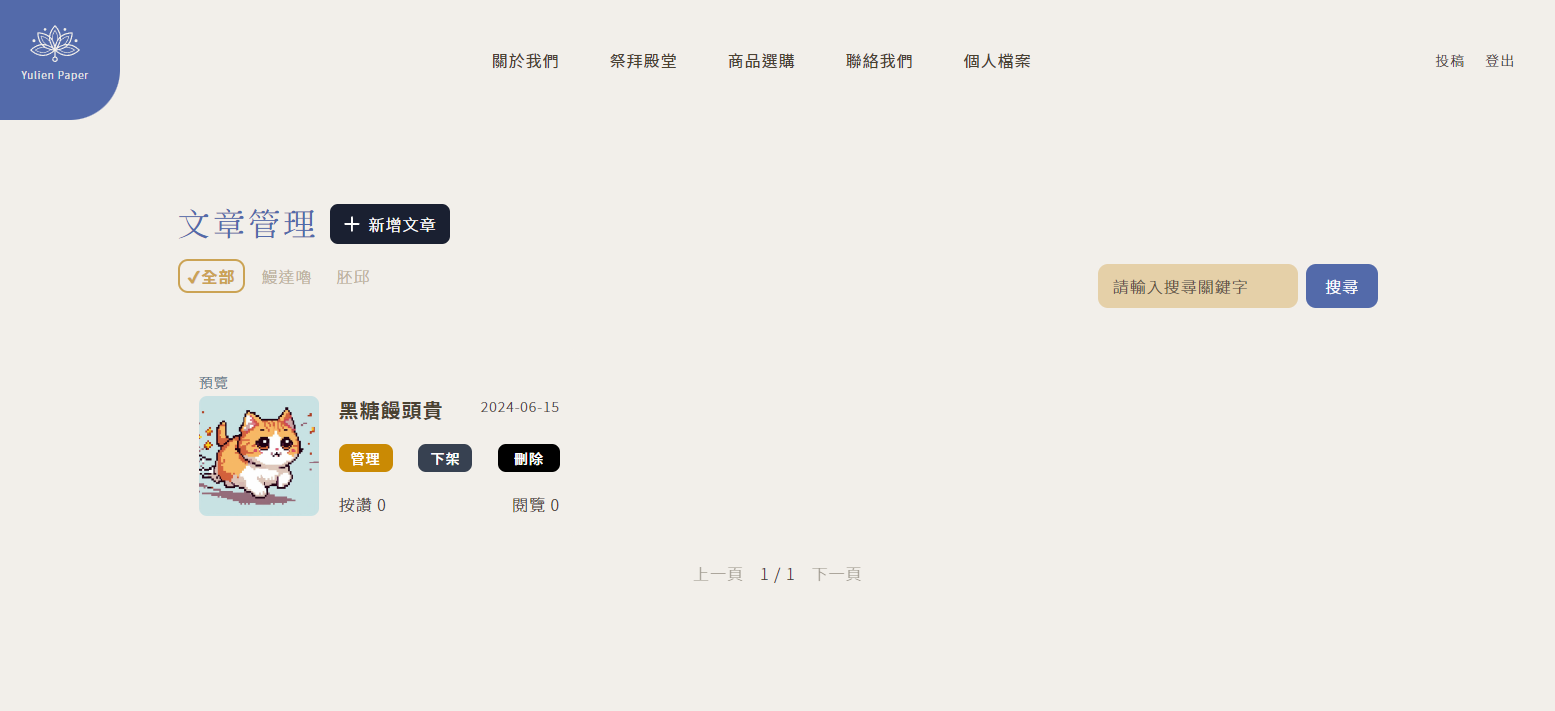 Yulien Paper
關於我們 祭拜殿堂 商品選購 聯絡我們 個人檔案 投稿 登出
文章管理 + 新增文章
✓全部 鰻達嚕 胚邱
請輸入搜尋關鍵字 搜尋
預覽
黑糖饅頭貴 2024-06-15
管理 下架 刪除
按讚 0 閱覽 0
上一頁 1 / 1 下一頁